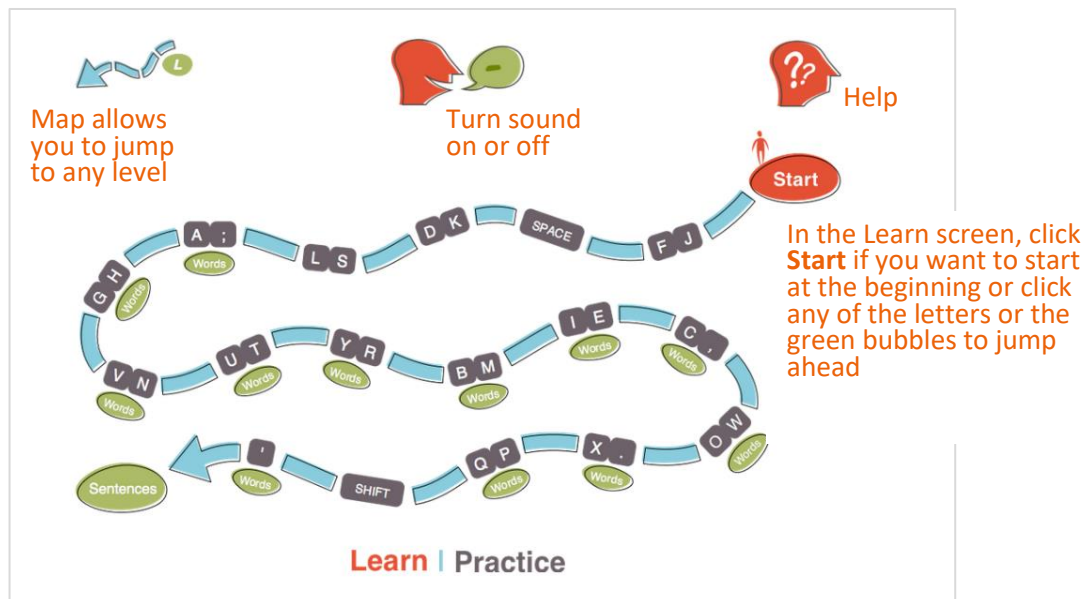 L
-
??
Map allows
you to jump
to any level
Turn sound
on or off
Help
Start
F J
SPACE
D K
L S
A ;
Words
G H
Words
V N
Words
U T
Words
Y R
Words
B M
Words
I E
Words
C ,
Words
O W
Words
X .
Words
Q P
Words
SHIFT
'
Words
Sentences
In the Learn screen, click
Start if you want to start
at the beginning or click
any of the letters or the
green bubbles to jump
ahead
Learn | Practice